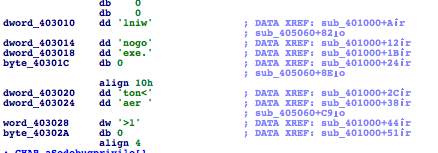 db 0
db 0
dword_403010 dd 'lniw' ; DATA XREF: sub_401000+A↑r
; sub_405060+82↓o
dword_403014 dd 'nogo' ; DATA XREF: sub_401000+12↑r
dword_403018 dd 'exe.' ; DATA XREF: sub_401000+1B↑r
byte_40301C db 0 ; DATA XREF: sub_401000+24↑r
; sub_405060+8E↓o
align 10h
dword_403020 dd 'ton<' ; DATA XREF: sub_401000+2C↑r
dword_403024 dd 'aer ' ; DATA XREF: sub_401000+38↑r
; sub_405060+C9↓o
word_403028 dw '>l' ; DATA XREF: sub_401000+44↑r
byte_40302A db 0 ; DATA XREF: sub_401000+51↑r
align 4
; CHAR aSedebugprivile[]